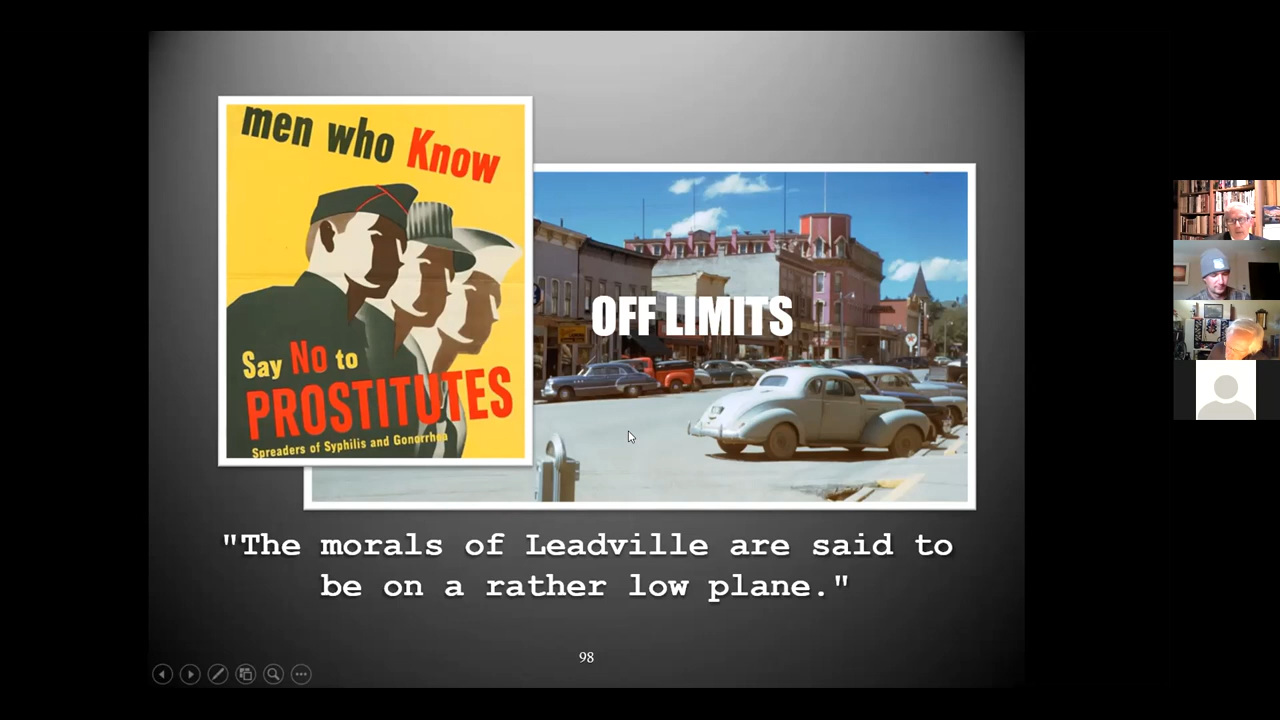 men who Know
Say No to
PROSTITUTES
Spreaders of Syphilis and Gonorrhea
OFF LIMITS
"The morals of Leadville are said to
be on a rather low plane."
98